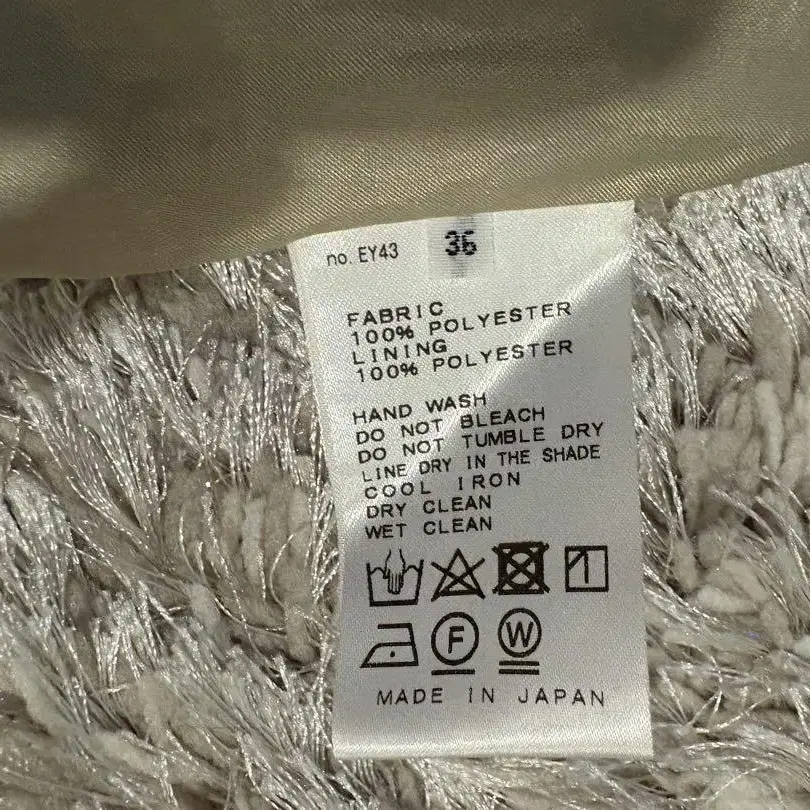 no. EY43 36
FABRIC
100% POLYESTER
LINING
100% POLYESTER
HAND WASH
DO NOT BLEACH
DO NOT TUMBLE DRY
LINE DRY IN THE SHADE
COOL IRON
DRY CLEAN
WET CLEAN
F W
MADE IN JAPAN